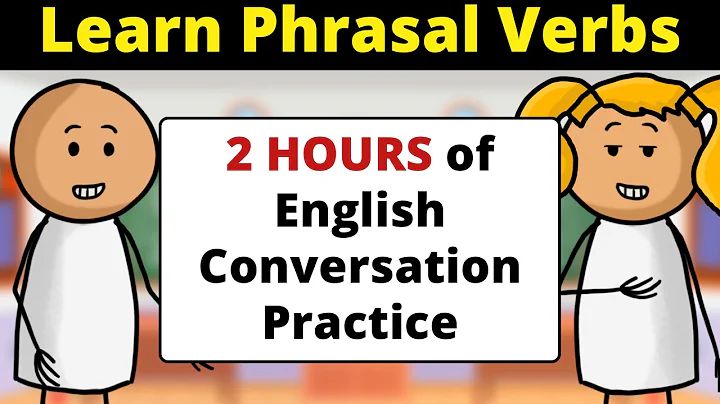 Learn Phrasal Verbs
2 HOURS of
English
Conversation
Practice